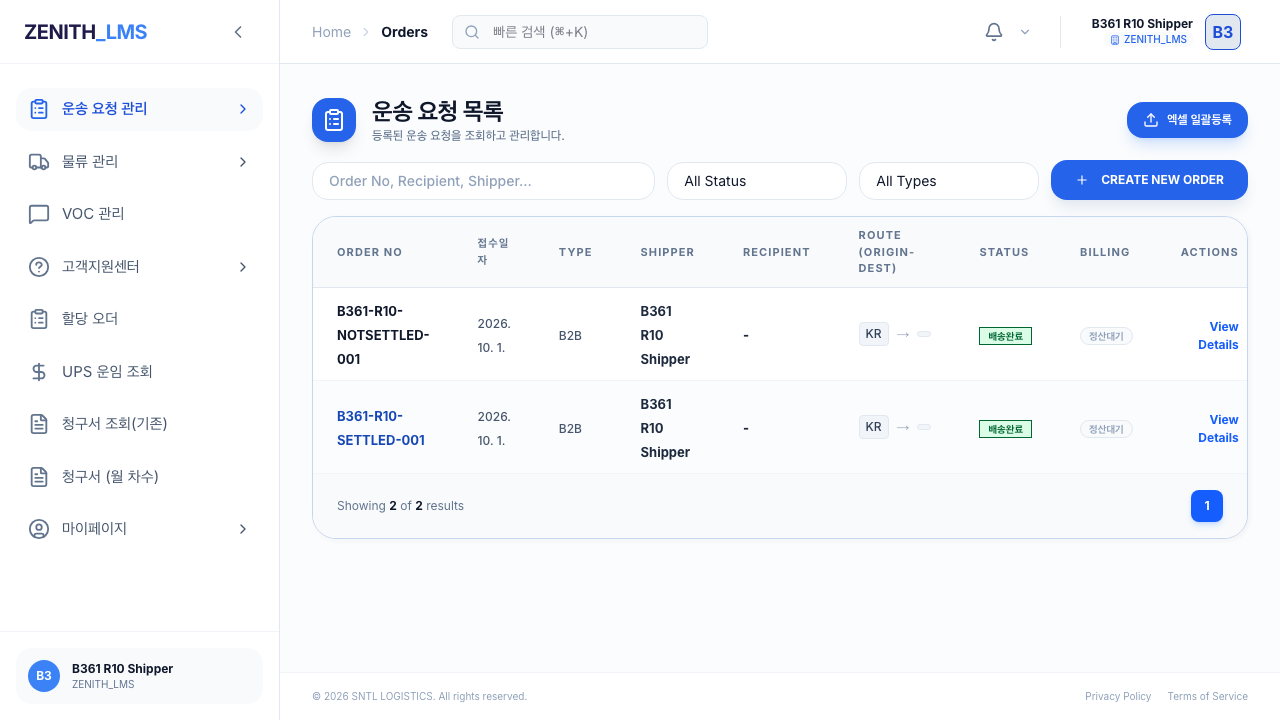 ZENITH_LMS
Home
Orders
빠른 검색 (⌘+K)
B361 R10 Shipper
ZENITH_LMS
B3
운송 요청 관리
물류 관리
VOC 관리
고객지원센터
할당 오더
UPS 운임 조회
청구서 조회(기존)
청구서 (월 차수)
마이페이지
B3
B361 R10 Shipper
ZENITH_LMS
운송 요청 목록
등록된 운송 요청을 조회하고 관리합니다.
엑셀 일괄등록
Order No, Recipient, Shipper...
All Status
All Types
CREATE NEW ORDER
ORDER NO
접수일
자
TYPE
SHIPPER
RECIPIENT
ROUTE
(ORIGIN-
DEST)
STATUS
BILLING
ACTIONS
B361-R10-
NOTSETTLED-
001
2026.
10. 1.
B2B
B361
R10
Shipper
-
KR →
배송완료
정산대기
View
Details
B361-R10-
SETTLED-001
2026.
10. 1.
B2B
B361
R10
Shipper
-
KR →
배송완료
정산대기
View
Details
Showing 2 of 2 results
1
© 2026 SNTL LOGISTICS. All rights reserved.
Privacy Policy
Terms of Service